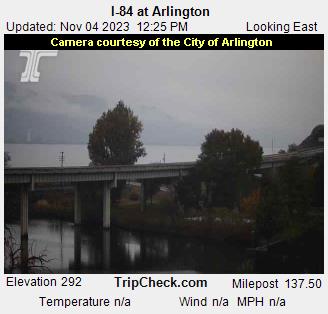 I-84 at Arlington
Updated: Nov 04 2023 12:25 PM Looking East
Camera courtesy of the City of Arlington
Elevation 292 TripCheck.com Milepost 137.50
Temperature n/a Wind n/a MPH n/a